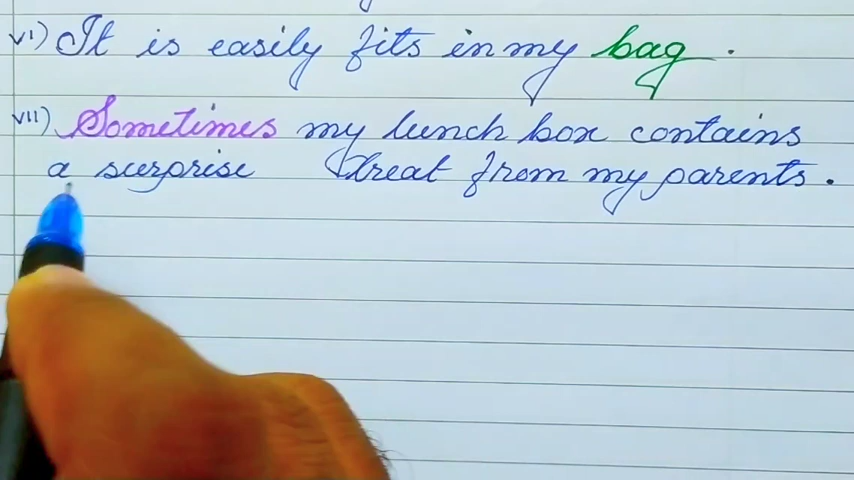 vi) It is easily fits in my bag.
vii) Sometimes my lunch box contains
a surprise treat from my parents.